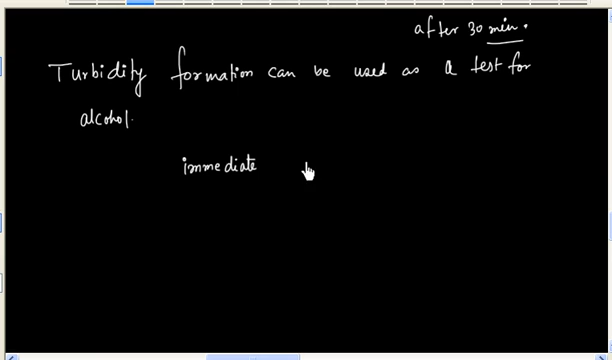 after 30 min.
Turbidity formation can be used as a test for
alcohol.
immediate